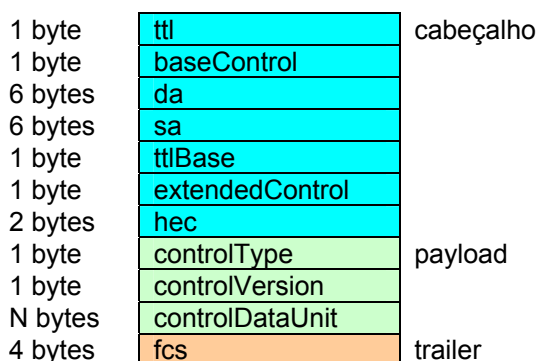 1 byte ttl cabeçalho
1 byte baseControl
6 bytes da
6 bytes sa
1 byte ttlBase
1 byte extendedControl
2 bytes hec
1 byte controlType payload
1 byte controlVersion
N bytes controlDataUnit
4 bytes fcs trailer